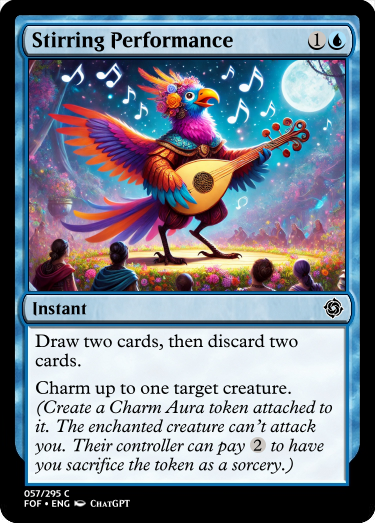 Stirring Performance 1
Instant
Draw two cards, then discard two
cards.
Charm up to one target creature.
(Create a Charm Aura token attached to
it. The enchanted creature can't attack
you. Their controller can pay 2 to have
you sacrifice the token as a sorcery.)
057/295 C
FOF • ENG ChatGPT